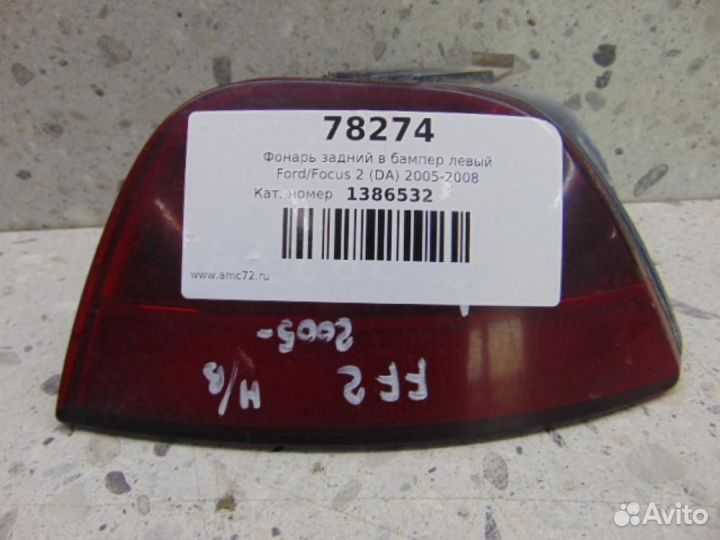 78274
Фонарь задний в бампер левый
Ford/Focus 2 (DA) 2005-2008
Кат. номер 1386532
www.amc72.ru
2005-
FF2
H/B
Avito